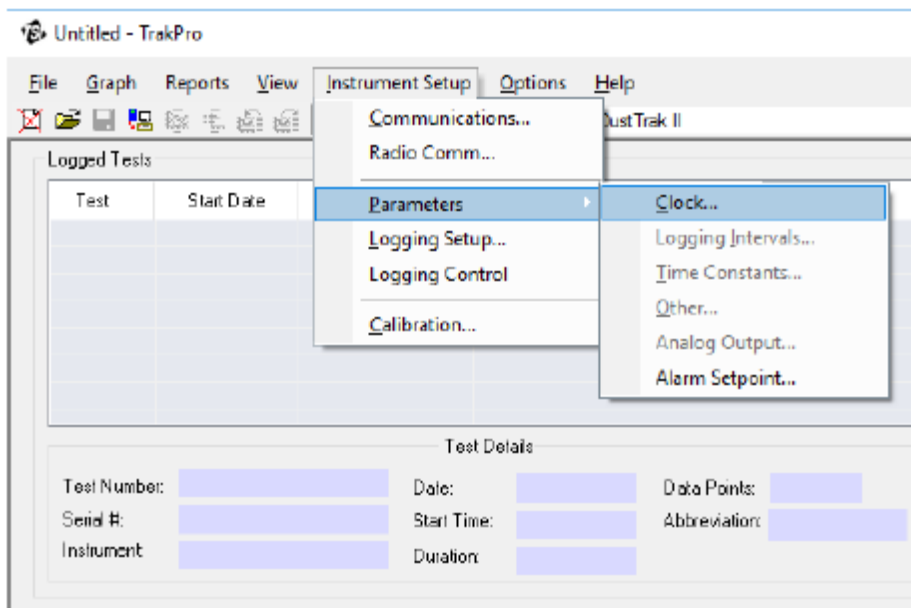 Untitled - TrakPro
File Graph Reports View Instrument Setup Options Help
DustTrak II
Communications...
Radio Comm...
Parameters
Logging Setup...
Logging Control
Calibration...
Clock...
Logging Intervals...
Time Constants...
Other...
Analog Output...
Alarm Setpoint...
Logged Tests
Test Start Date
Test Details
Test Number: Date: Data Points:
Serial #: Start Time: Abbreviation:
Instrument: Duration: